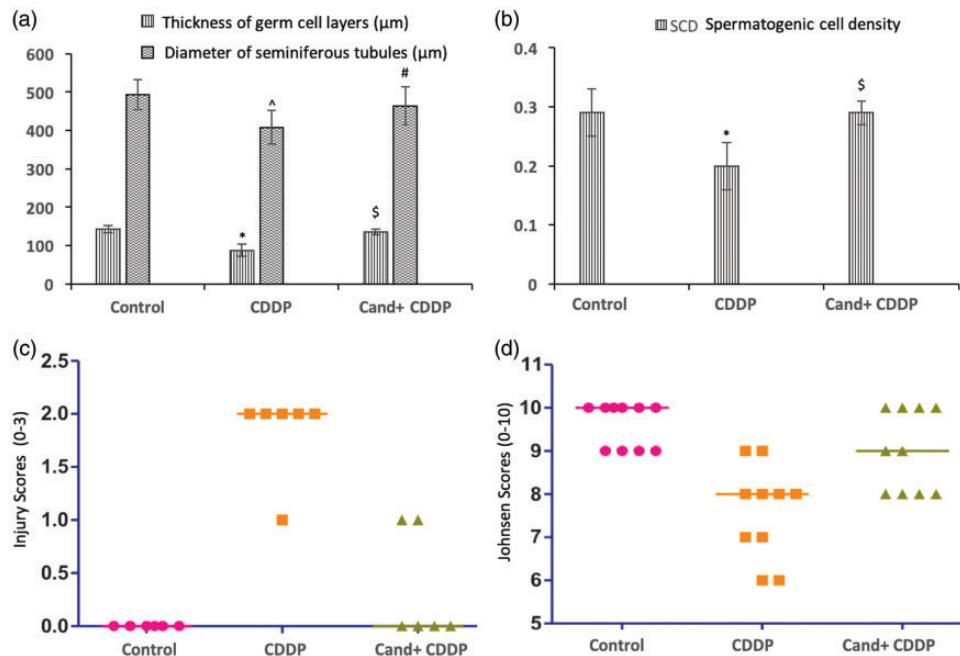 (a)
Thickness of germ cell layers (µm)
Diameter of seminiferous tubules (µm)
600
500
400
300
200
100
0
^
#
*
$
Control
CDDP
Cand+ CDDP
(b)
SCD Spermatogenic cell density
0.4
0.3
0.2
0.1
0
*
$
Control
CDDP
Cand+ CDDP
(c)
Injury Scores (0-3)
2.5
2.0
1.5
1.0
0.5
0.0
Control
CDDP
Cand+ CDDP
(d)
Johnsen Scores (0-10)
11
10
9
8
7
6
5
Control
CDDP
Cand+ CDDP